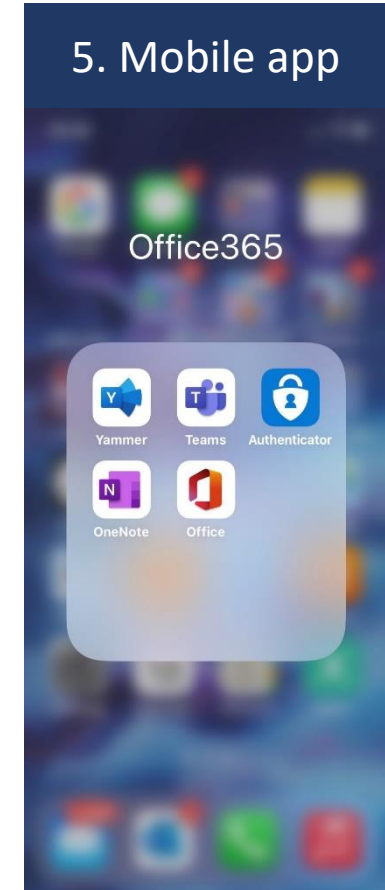 5. Mobile app
Office365
Y
T
Yammer
Teams
Authenticator
N
OneNote
Office